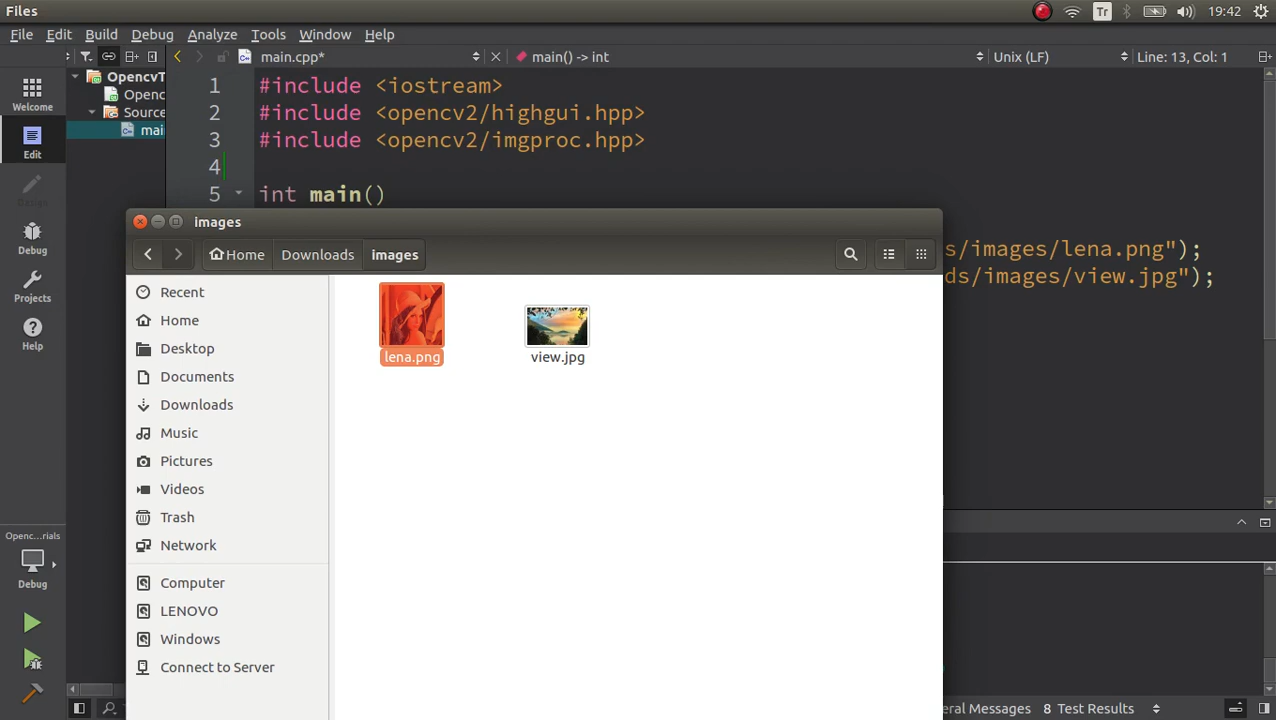 Files
Tr
19:42
File Edit Build Debug Analyze Tools Window Help
main.cpp*
main() -> int
Unix (LF)
Line: 13, Col: 1
Welcome
Edit
Design
Debug
Projects
Help
Openc...rials
Debug
OpencvT
Openc
Source
mai
1 #include <iostream>
2 #include <opencv2/highgui.hpp>
3 #include <opencv2/imgproc.hpp>
4
5 int main()
s/images/lena.png");
ds/images/view.jpg");
images
Home Downloads images
Recent
Home
Desktop
Documents
Downloads
Music
Pictures
Videos
Trash
Network
Computer
LENOVO
Windows
Connect to Server
lena.png
view.jpg
eral Messages 8 Test Results